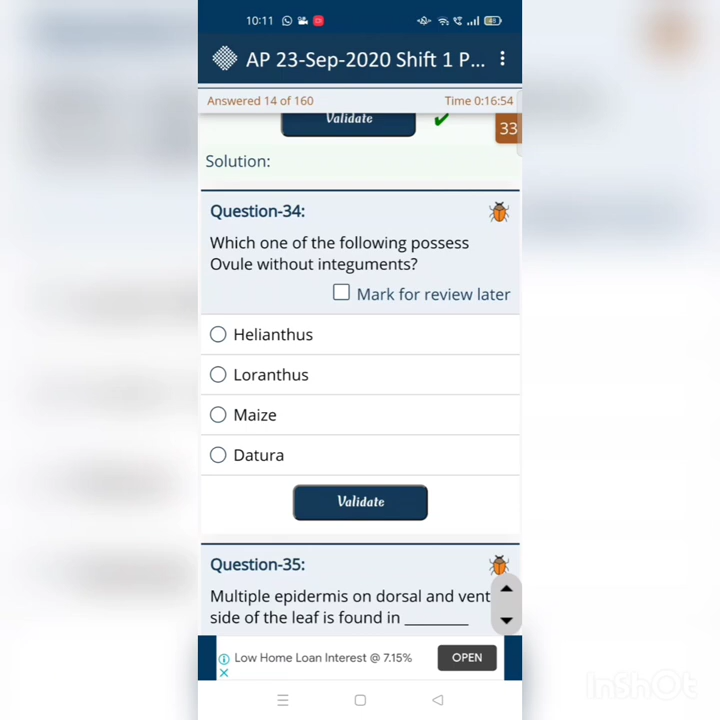 10:11
AP 23-Sep-2020 Shift 1 P...
Answered 14 of 160 Time 0:16:54
Validate
33
Solution:
Question-34:
Which one of the following possess
Ovule without integuments?
Mark for review later
Helianthus
Loranthus
Maize
Datura
Validate
Question-35:
Multiple epidermis on dorsal and vent
side of the leaf is found in ________
Low Home Loan Interest @ 7.15% OPEN
InShOt